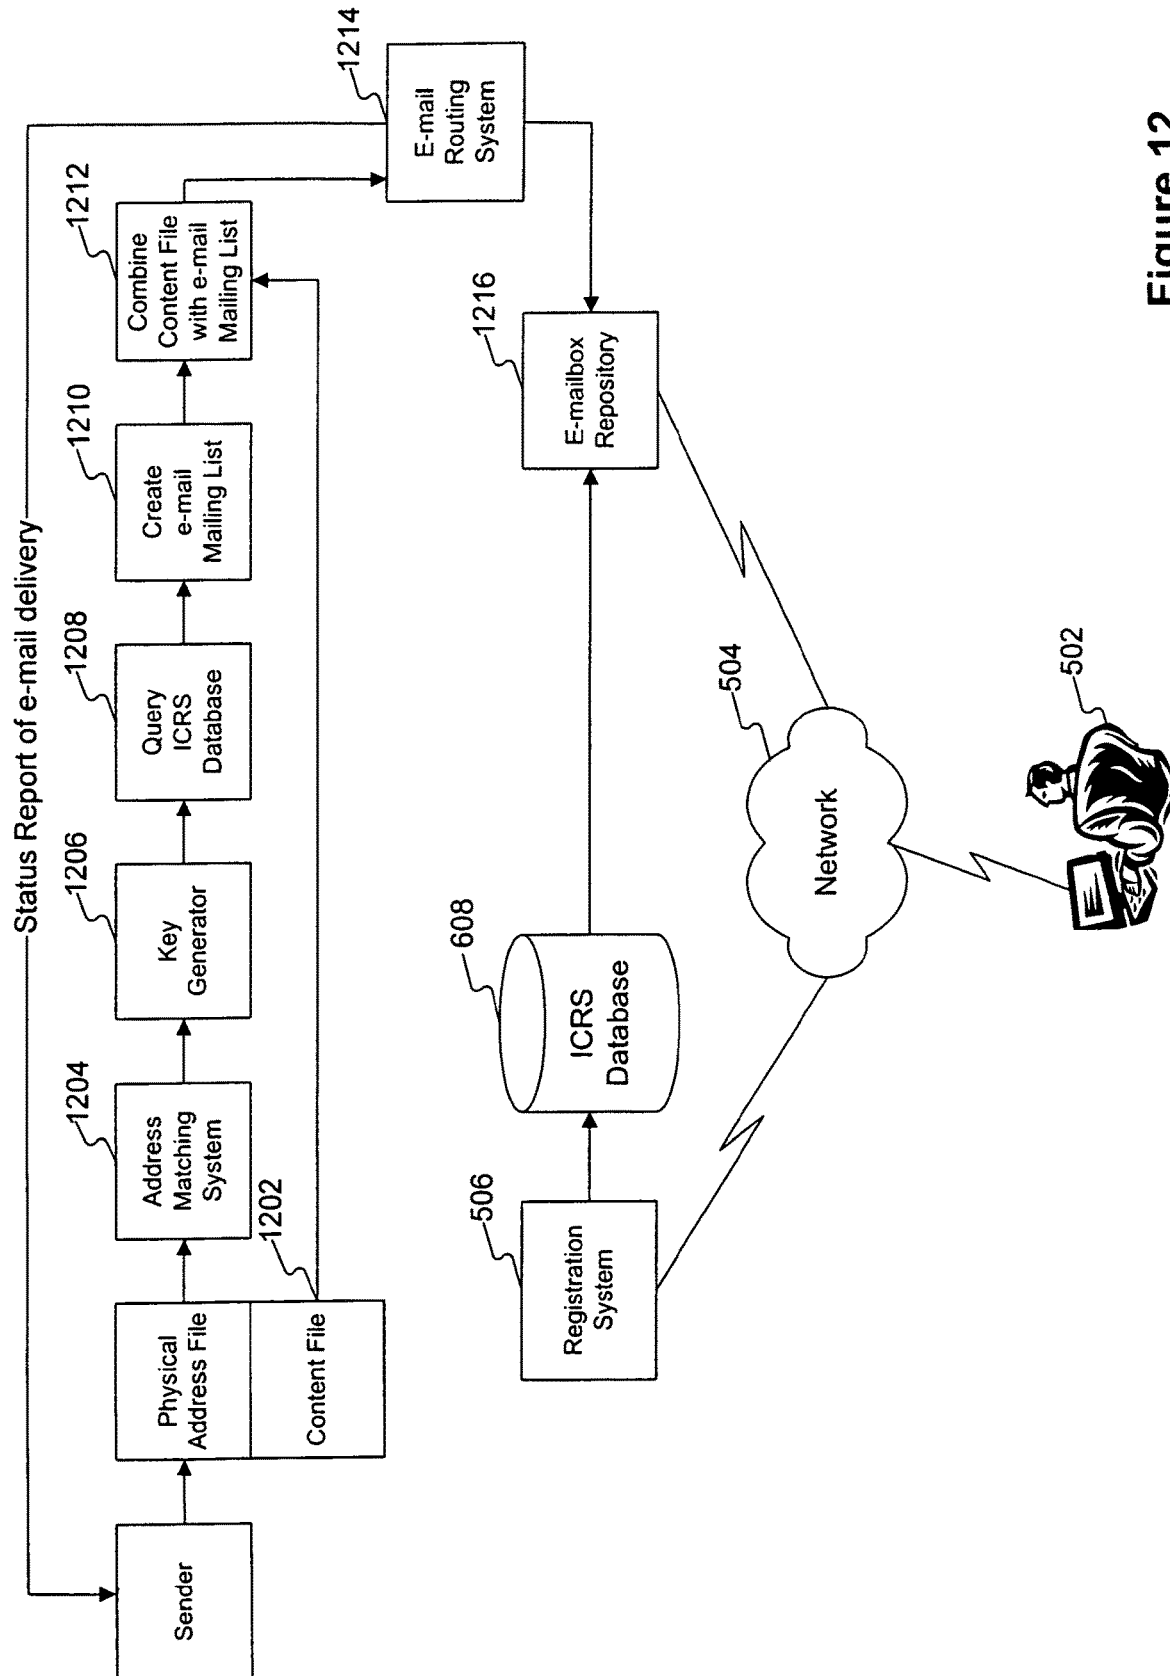 Status Report of e-mail delivery
Sender
Physical
Address File
Content File
1202
Address
Matching
System
1204
Key
Generator
1206
Query
ICRS
Database
1208
Create
e-mail
Mailing List
1210
Combine
Content File
with e-mail
Mailing List
1212
E-mail
Routing
System
1214
Registration
System
506
ICRS
Database
608
E-mailbox
Repository
1216
Network
504
502
Figure 12